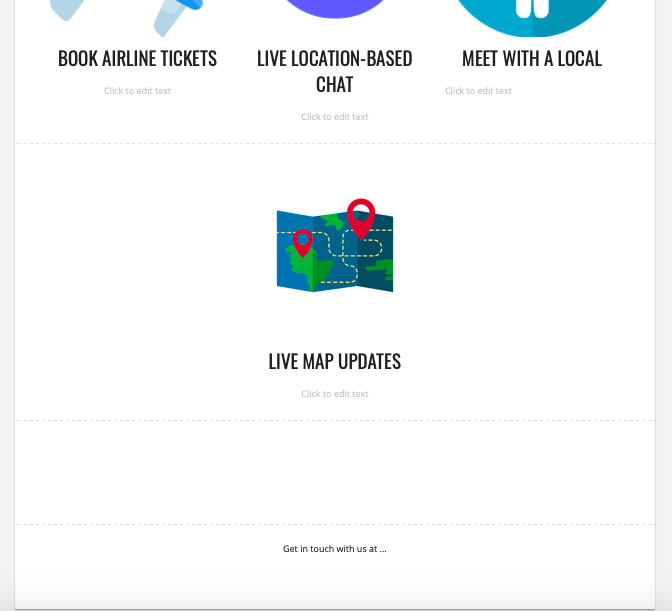 BOOK AIRLINE TICKETS
LIVE LOCATION-BASED
CHAT
MEET WITH A LOCAL
Click to edit text
Click to edit text
Click to edit text
LIVE MAP UPDATES
Click to edit text
Get in touch with us at ...